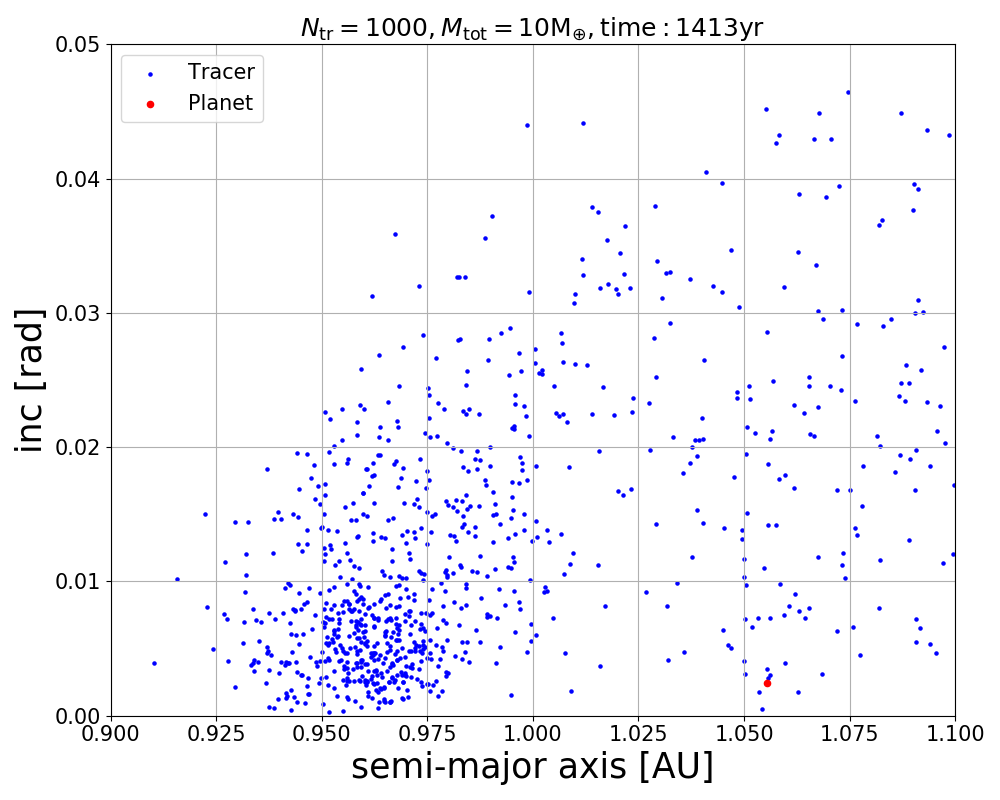 N_tr = 1000, M_tot = 10M_⊕, time : 1413yr
0.05
Tracer
Planet
0.04
0.03
inc [rad]
0.02
0.01
0.00
0.900 0.925 0.950 0.975 1.000 1.025 1.050 1.075 1.100
semi-major axis [AU]